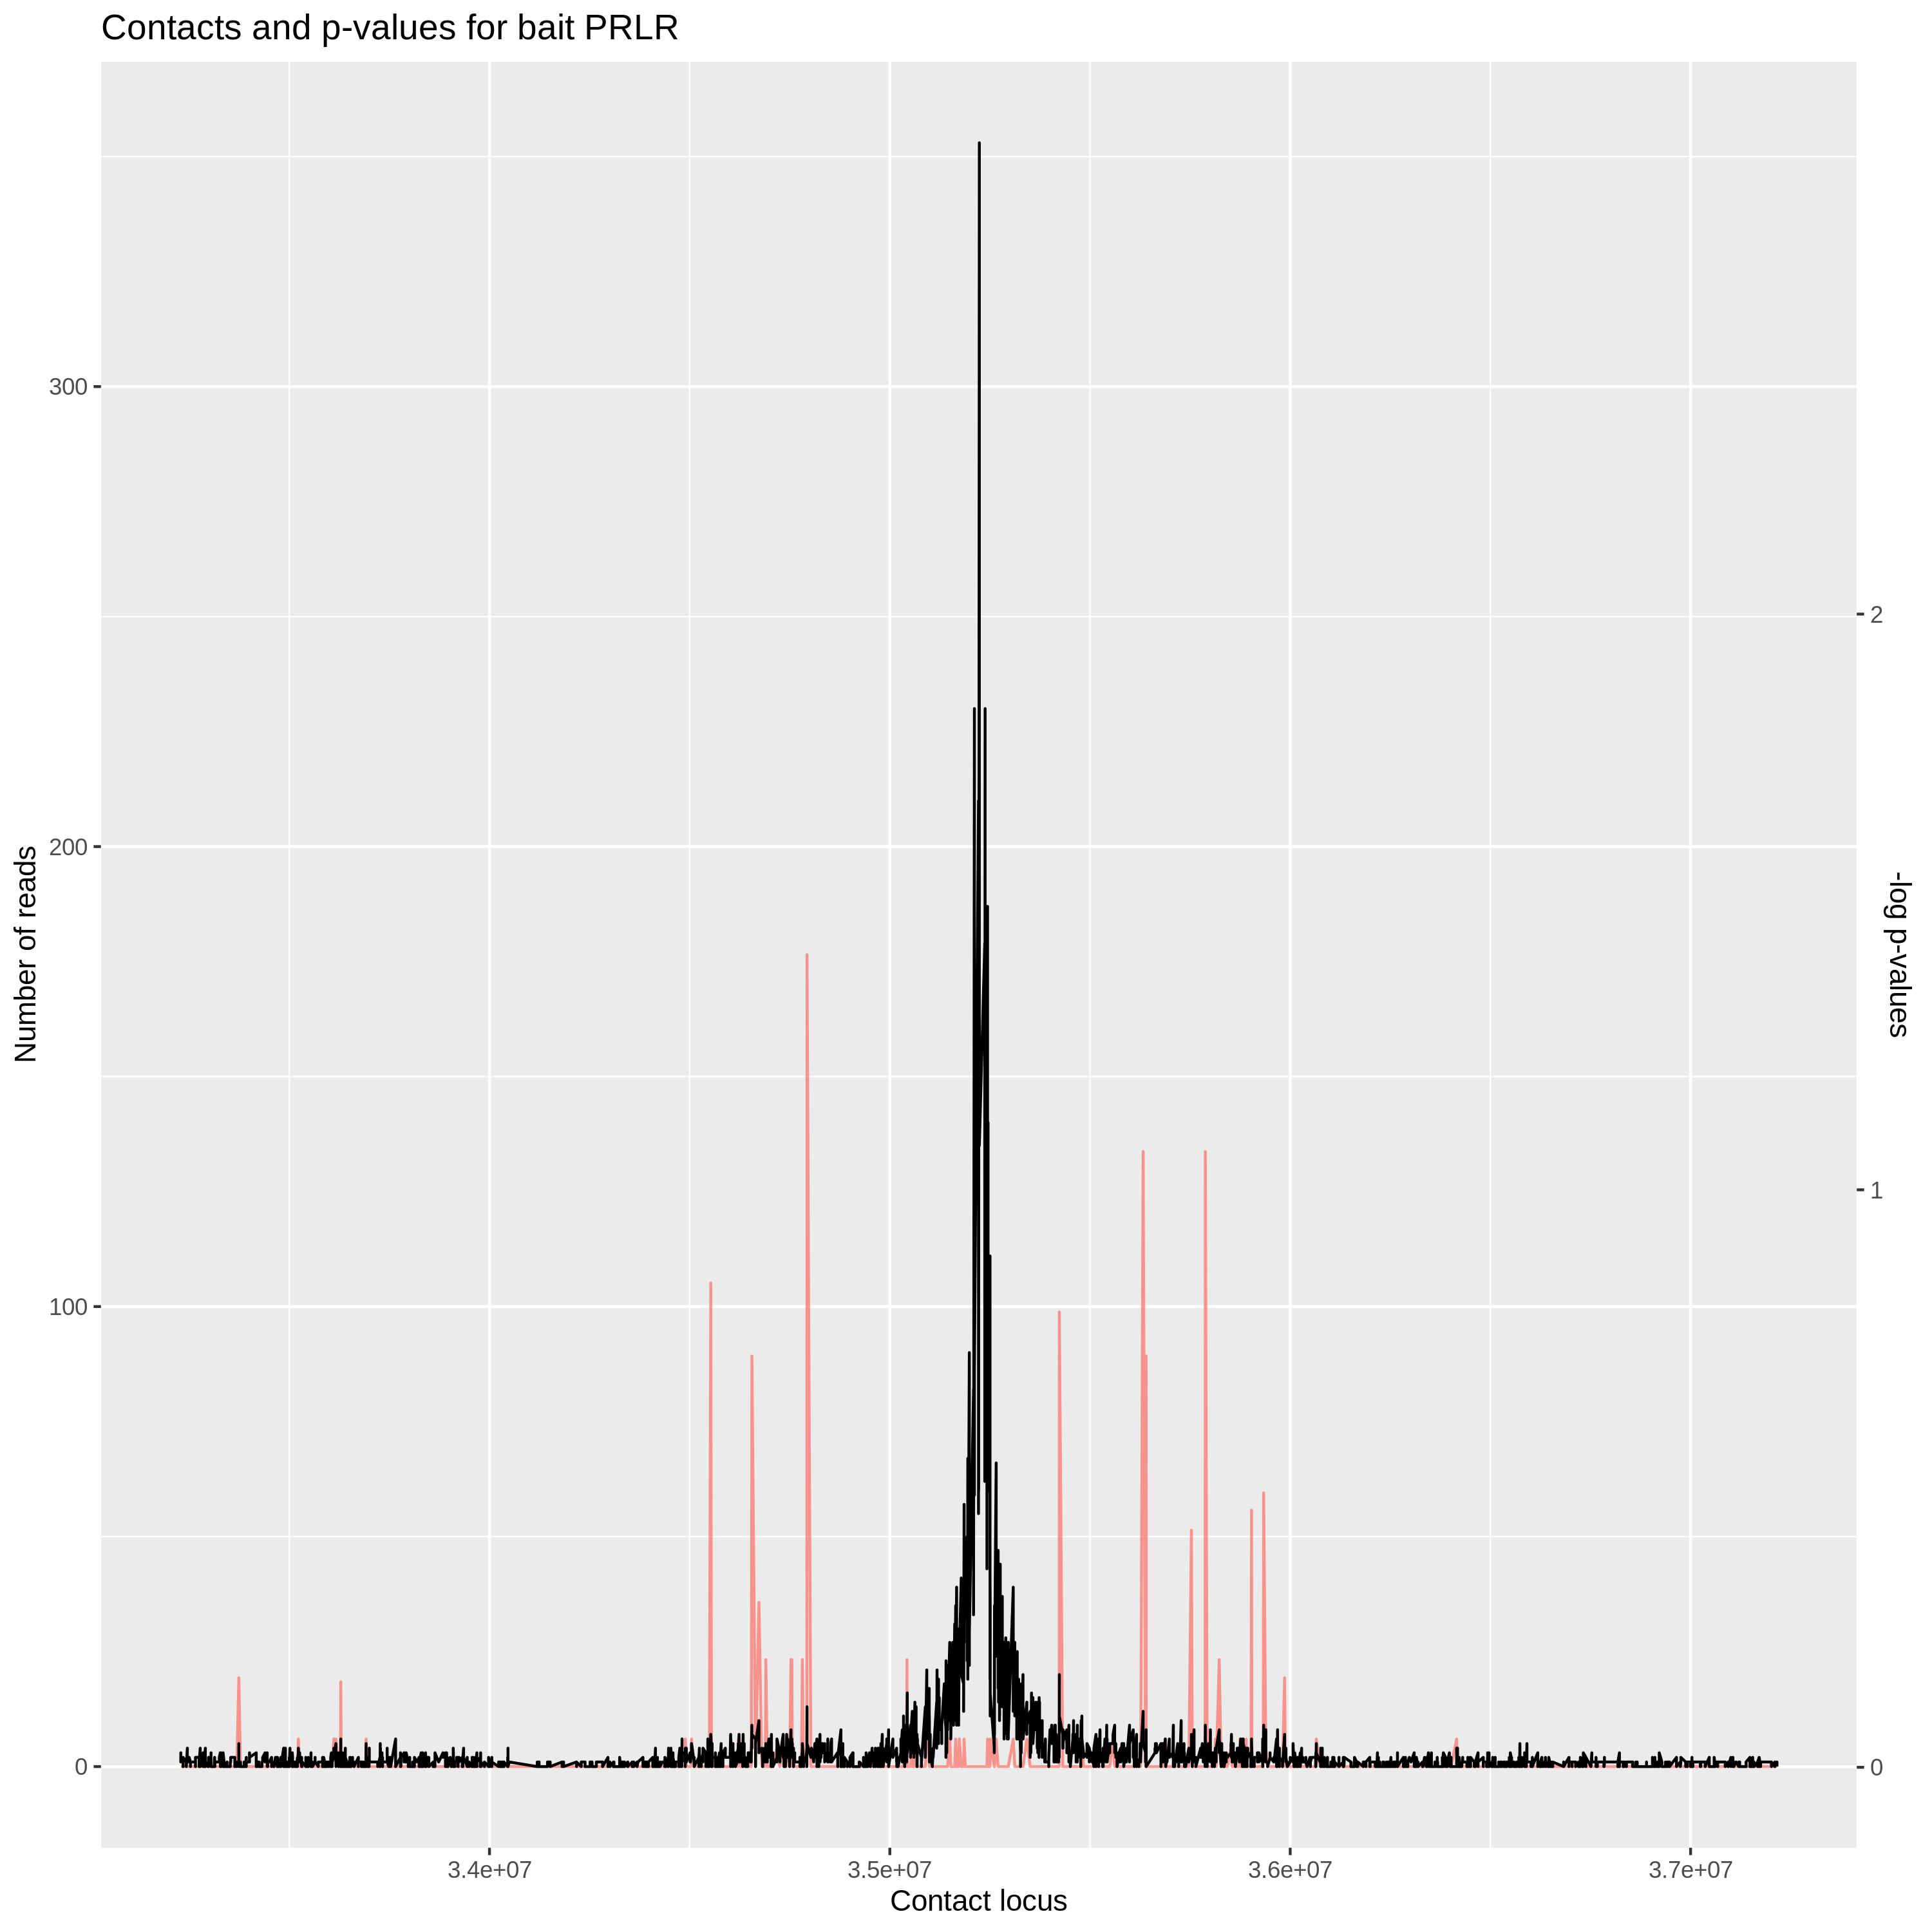 Contacts and p-values for bait PRLR
300
200
100
0
Number of reads
2
1
0
-log p-values
3.4e+07
3.5e+07
3.6e+07
3.7e+07
Contact locus